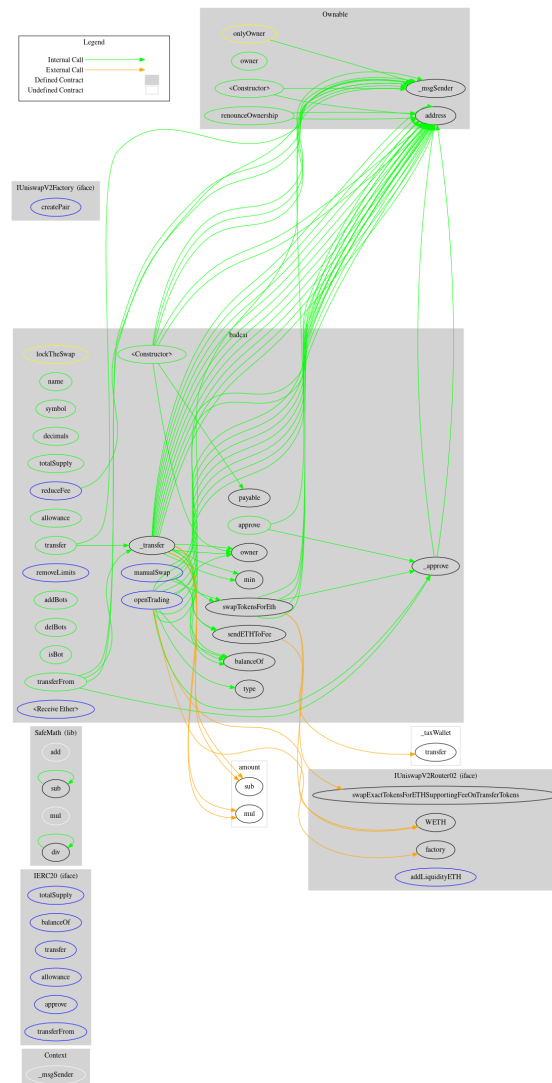 Ownable
onlyOwner
owner
<Constructor>
renounceOwnership
_msgSender
address
Legend
Internal Call
External Call
Defined Contract
Undefined Contract
IUniswapV2Factory (iface)
createPair
badcat
lockTheSwap
<Constructor>
name
symbol
decimals
totalSupply
reduceFee
allowance
transfer
removeLimits
addBots
delBots
isBot
transferFrom
<Receive Ether>
_transfer
manualSwap
openTrading
payable
approve
owner
min
swapTokensForEth
sendETHToFee
balanceOf
type
_approve
SafeMath (lib)
add
sub
mul
div
amount
sub
mul
_taxWallet
transfer
IUniswapV2Router02 (iface)
swapExactTokensForETHSupportingFeeOnTransferTokens
WETH
factory
addLiquidityETH
IERC20 (iface)
totalSupply
balanceOf
transfer
allowance
approve
transferFrom
Context
_msgSender